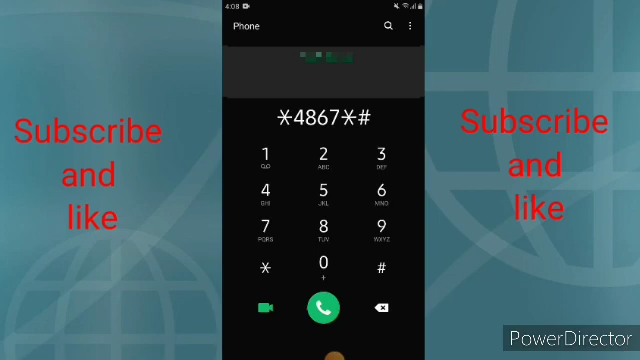 4:08
Phone
Subscribe
and
like
*4867*#
1 2 3
QO ABC DEF
4 5 6
GHI JKL MNO
7 8 9
PQRS TUV WXYZ
* 0 #
+
Subscribe
and
like
PowerDirector